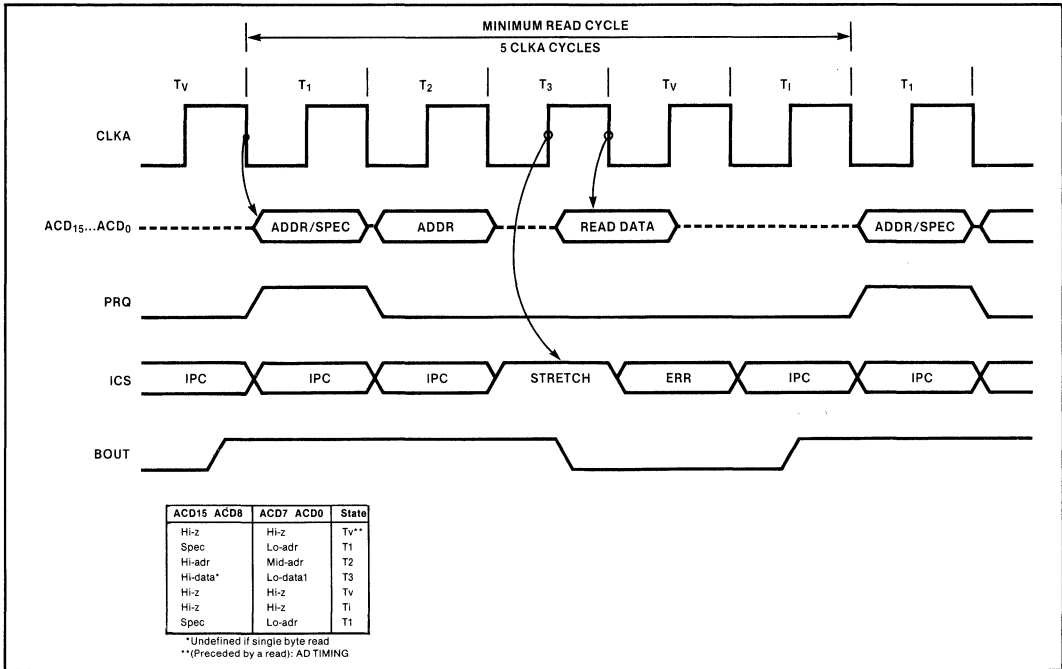 MINIMUM READ CYCLE
5 CLKA CYCLES
TV T1 T2 T3 TV TI T1
CLKA
ACD15...ACD0 ADDR/SPEC ADDR READ DATA ADDR/SPEC
PRQ
ICS IPC IPC IPC STRETCH ERR IPC IPC
BOUT
ACD15 ACD8 ACD7 ACD0 State
Hi-z Hi-z Tv**
Spec Lo-adr T1
Hi-adr Mid-adr T2
Hi-data* Lo-data1 T3
Hi-z Hi-z Tv
Hi-z Hi-z Ti
Spec Lo-adr T1
*Undefined if single byte read
**(Preceded by a read): AD TIMING